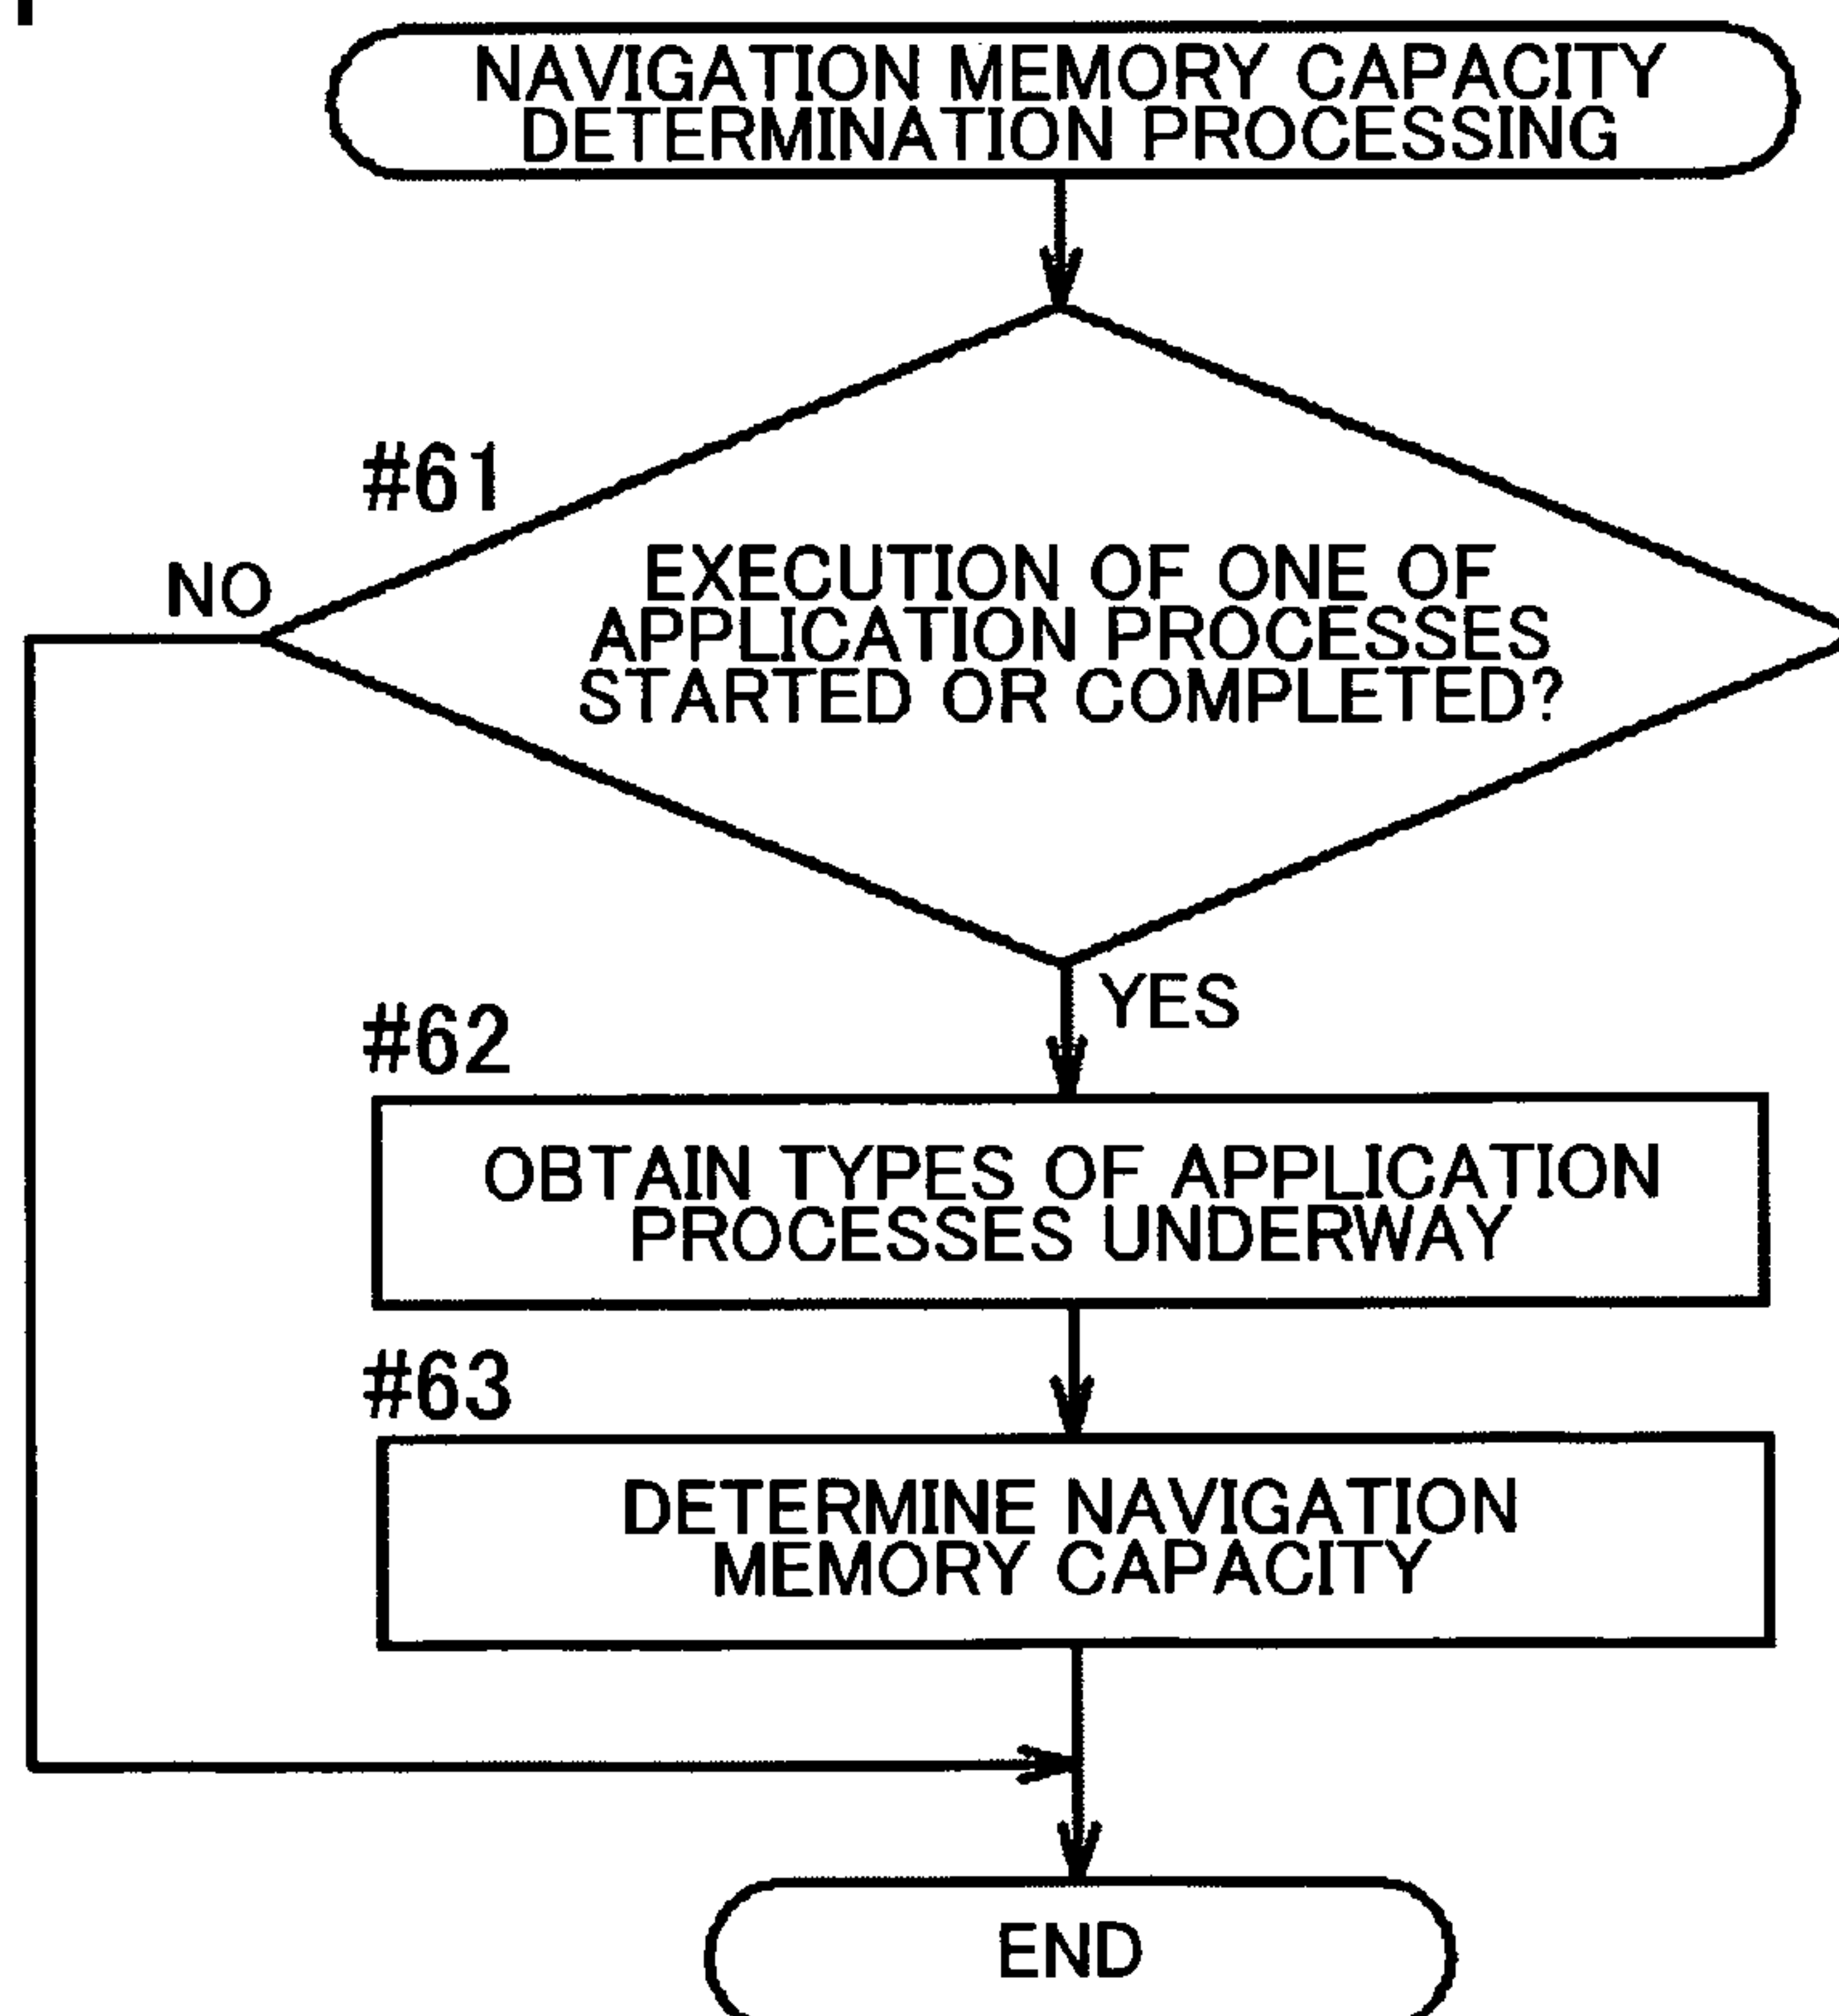 NAVIGATION MEMORY CAPACITY
DETERMINATION PROCESSING
#61
NO
EXECUTION OF ONE OF
APPLICATION PROCESSES
STARTED OR COMPLETED?
YES
#62
OBTAIN TYPES OF APPLICATION
PROCESSES UNDERWAY
#63
DETERMINE NAVIGATION
MEMORY CAPACITY
END